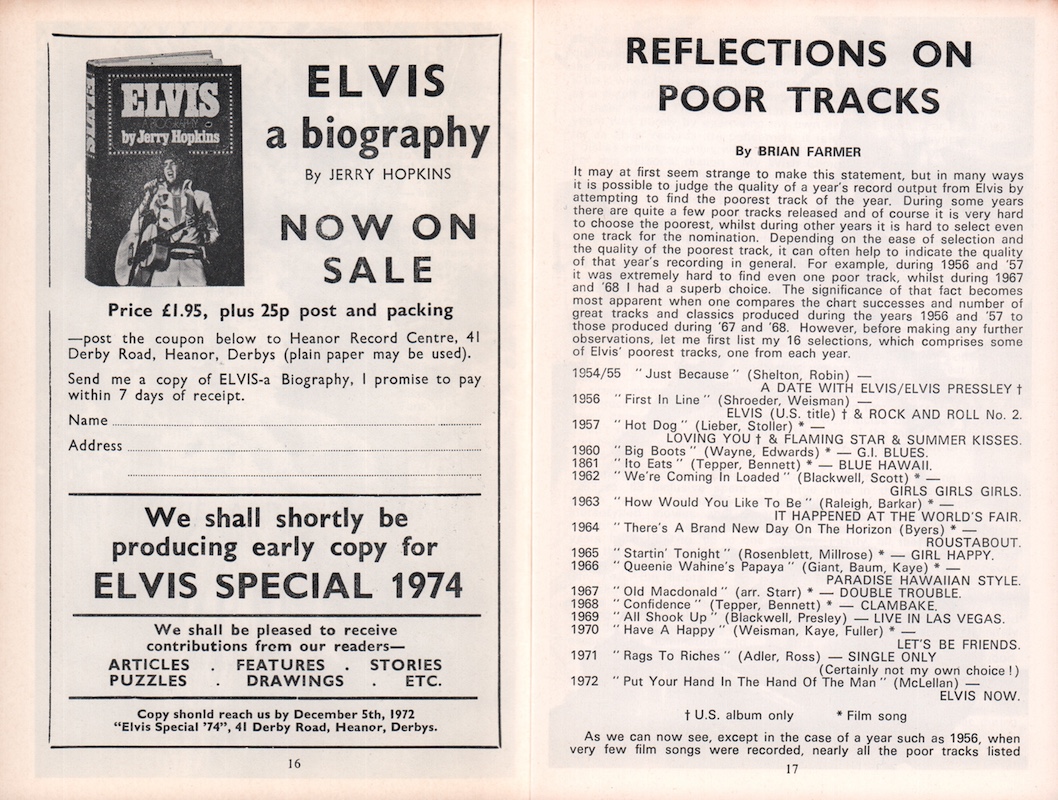 ELVIS
A BIOGRAPHY
by Jerry Hopkins
ELVIS
ELVIS
a biography
By JERRY HOPKINS
NOW ON
SALE
Price £1.95, plus 25p post and packing
—post the coupon below to Heanor Record Centre, 41
Derby Road, Heanor, Derbys (plain paper may be used).
Send me a copy of ELVIS-a Biography, I promise to pay
within 7 days of receipt.
Name
Address
We shall shortly be
producing early copy for
ELVIS SPECIAL 1974
We shall be pleased to receive
contributions from our readers—
ARTICLES . FEATURES . STORIES
PUZZLES . DRAWINGS . ETC.
Copy should reach us by December 5th, 1972
"Elvis Special '74", 41 Derby Road, Heanor, Derbys.
16
REFLECTIONS ON
POOR TRACKS
By BRIAN FARMER
It may at first seem strange to make this statement, but in many ways
it is possible to judge the quality of a year's record output from Elvis by
attempting to find the poorest track of the year. During some years
there are quite a few poor tracks released and of course it is very hard
to choose the poorest, whilst during other years it is hard to select even
one track for the nomination. Depending on the ease of selection and
the quality of the poorest track, it can often help to indicate the quality
of that year's recording in general. For example, during 1956 and '57
it was extremely hard to find even one poor track, whilst during 1967
and '68 I had a superb choice. The significance of that fact becomes
most apparent when one compares the chart successes and number of
great tracks and classics produced during the years 1956 and '57 to
those produced during '67 and '68. However, before making any further
observations, let me first list my 16 selections, which comprises some
of Elvis' poorest tracks, one from each year.
1954/55 "Just Because" (Shelton, Robin) —
A DATE WITH ELVIS/ELVIS PRESSLEY †
1956 "First In Line" (Shroeder, Weisman) —
ELVIS (U.S. title) † & ROCK AND ROLL No. 2.
1957 "Hot Dog" (Lieber, Stoller) * —
LOVING YOU † & FLAMING STAR & SUMMER KISSES.
1960 "Big Boots" (Wayne, Edwards) * — G.I. BLUES.
1861 "Ito Eats" (Tepper, Bennett) * — BLUE HAWAII.
1962 "We're Coming In Loaded" (Blackwell, Scott) * —
GIRLS GIRLS GIRLS.
1963 "How Would You Like To Be" (Raleigh, Barkar) * —
IT HAPPENED AT THE WORLD'S FAIR.
1964 "There's A Brand New Day On The Horizon (Byers) * —
ROUSTABOUT.
1965 "Startin' Tonight" (Rosenblett, Millrose) * — GIRL HAPPY.
1966 "Queenie Wahine's Papaya" (Giant, Baum, Kaye) * —
PARADISE HAWAIIAN STYLE.
1967 "Old Macdonald" (arr. Starr) * — DOUBLE TROUBLE.
1968 "Confidence" (Tepper, Bennett) * — CLAMBAKE.
1969 "All Shook Up" (Blackwell, Presley) — LIVE IN LAS VEGAS.
1970 "Have A Happy" (Weisman, Kaye, Fuller) * —
LET'S BE FRIENDS.
1971 "Rags To Riches" (Adler, Ross) — SINGLE ONLY
(Certainly not my own choice!)
1972 "Put Your Hand In The Hand Of The Man" (McLellan) —
ELVIS NOW.
† U.S. album only * Film song
As we can now see, except in the case of a year such as 1956, when
very few film songs were recorded, nearly all the poor tracks listed
17